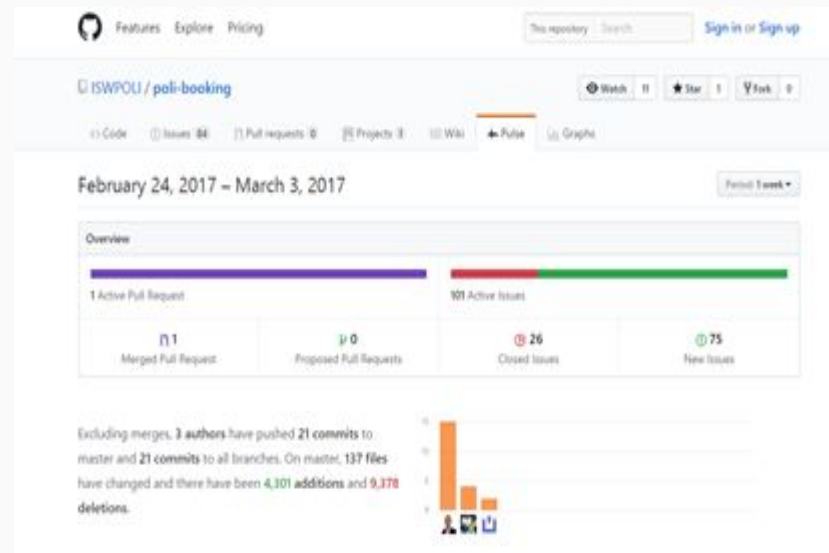 Features Explore Pricing
This repository Search
Sign in or Sign up
ISWPOLI / poli-booking
Watch 11 Star 1 Fork 0
Code Issues 84 Pull requests 0 Projects 3 Wiki Pulse Graphs
February 24, 2017 – March 3, 2017
Period: 1 week
Overview
1 Active Pull Request
101 Active Issues
1
Merged Pull Request
0
Proposed Pull Requests
26
Closed Issues
75
New Issues
Excluding merges, 3 authors have pushed 21 commits to
master and 21 commits to all branches. On master, 137 files
have changed and there have been 4,301 additions and 9,378
deletions.